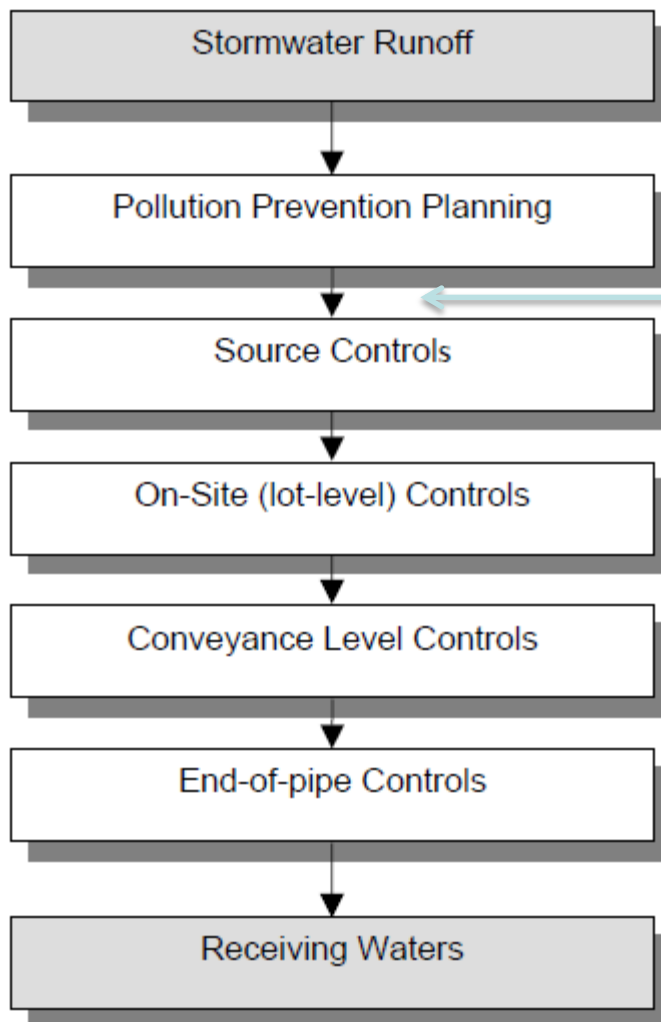 Stormwater Runoff
Pollution Prevention Planning
Source Controls
On-Site (lot-level) Controls
Conveyance Level Controls
End-of-pipe Controls
Receiving Waters